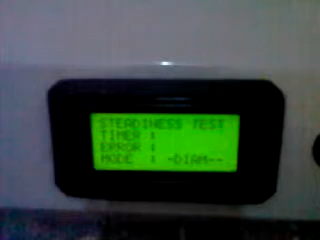 STEADINESS TEST
TIMER :
ERROR :
MODE : -DIAM--